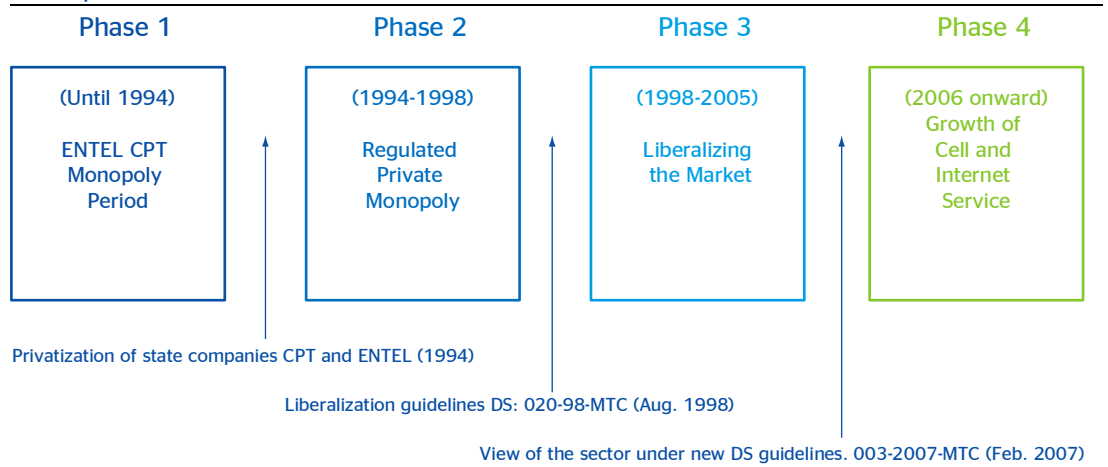 Phase 1
Phase 2
Phase 3
Phase 4
(Until 1994)
ENTEL CPT
Monopoly
Period
(1994-1998)
Regulated
Private
Monopoly
(1998-2005)
Liberalizing
the Market
(2006 onward)
Growth of
Cell and
Internet
Service
Privatization of state companies CPT and ENTEL (1994)
Liberalization guidelines DS: 020-98-MTC (Aug. 1998)
View of the sector under new DS guidelines. 003-2007-MTC (Feb. 2007)